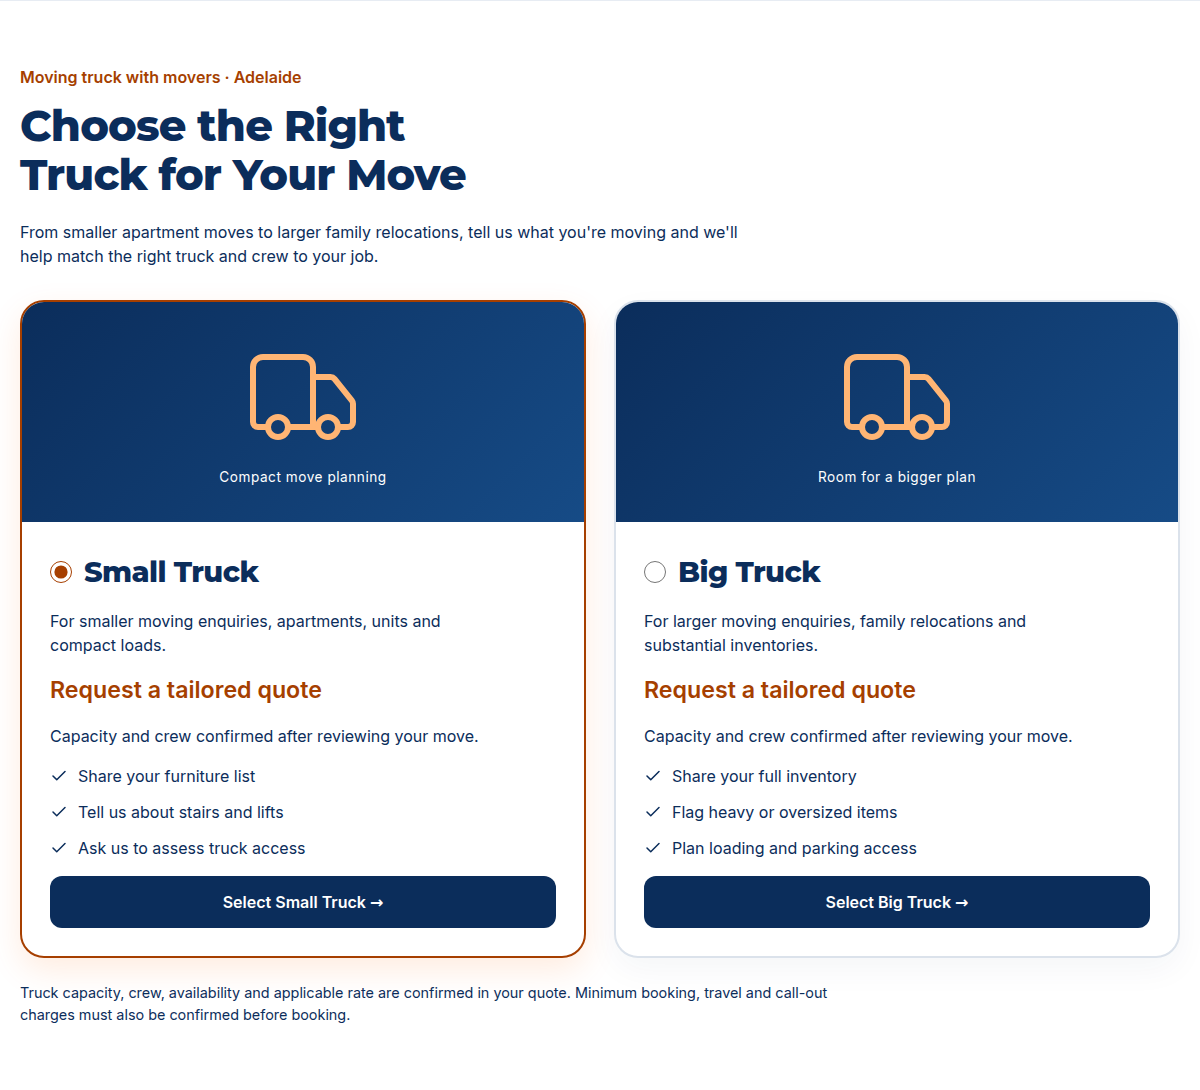 Moving truck with movers · Adelaide
Choose the Right
Truck for Your Move
From smaller apartment moves to larger family relocations, tell us what you're moving and we'll
help match the right truck and crew to your job.
Compact move planning
Small Truck
For smaller moving enquiries, apartments, units and
compact loads.
Request a tailored quote
Capacity and crew confirmed after reviewing your move.
Share your furniture list
Tell us about stairs and lifts
Ask us to assess truck access
Select Small Truck →
Room for a bigger plan
Big Truck
For larger moving enquiries, family relocations and
substantial inventories.
Request a tailored quote
Capacity and crew confirmed after reviewing your move.
Share your full inventory
Flag heavy or oversized items
Plan loading and parking access
Select Big Truck →
Truck capacity, crew, availability and applicable rate are confirmed in your quote. Minimum booking, travel and call-out
charges must also be confirmed before booking.